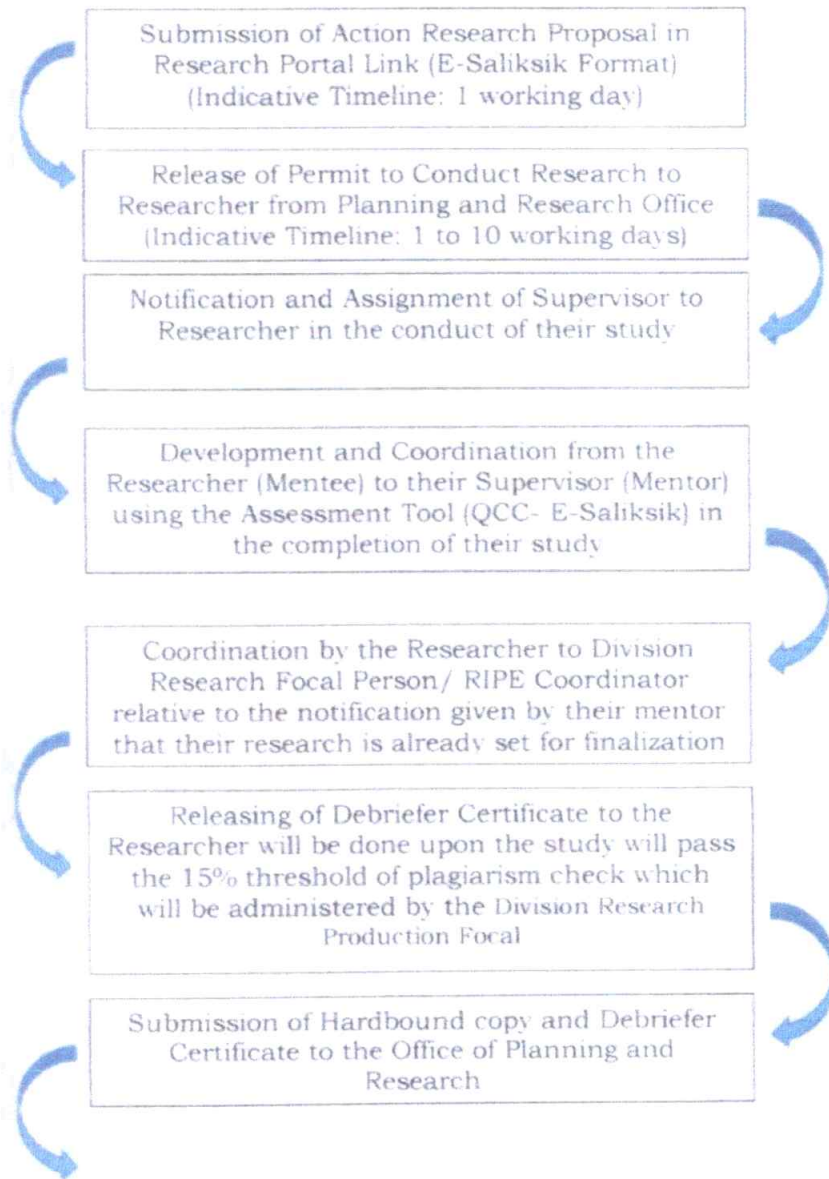 Submission of Action Research Proposal in
Research Portal Link (E-Saliksik Format)
(Indicative Timeline: 1 working day)
Release of Permit to Conduct Research to
Researcher from Planning and Research Office
(Indicative Timeline: 1 to 10 working days)
Notification and Assignment of Supervisor to
Researcher in the conduct of their study
Development and Coordination from the
Researcher (Mentee) to their Supervisor (Mentor)
using the Assessment Tool (QCC- E-Saliksik) in
the completion of their study
Coordination by the Researcher to Division
Research Focal Person/ RIPE Coordinator
relative to the notification given by their mentor
that their research is already set for finalization
Releasing of Debriefer Certificate to the
Researcher will be done upon the study will pass
the 15% threshold of plagiarism check which
will be administered by the Division Research
Production Focal
Submission of Hardbound copy and Debriefer
Certificate to the Office of Planning and
Research